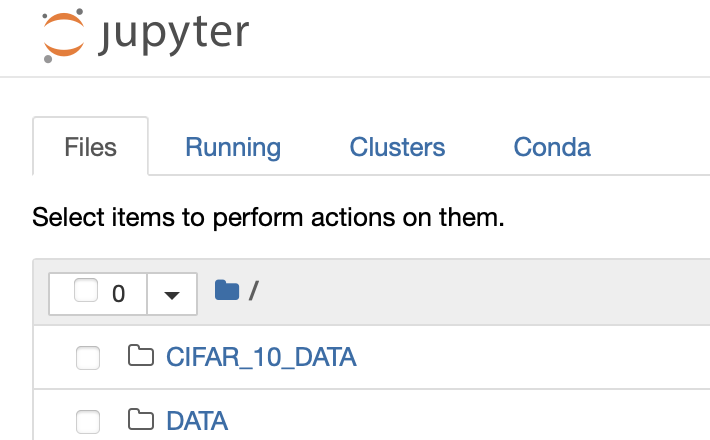 jupyter
Files Running Clusters Conda
Select items to perform actions on them.
0 /
CIFAR_10_DATA
DATA